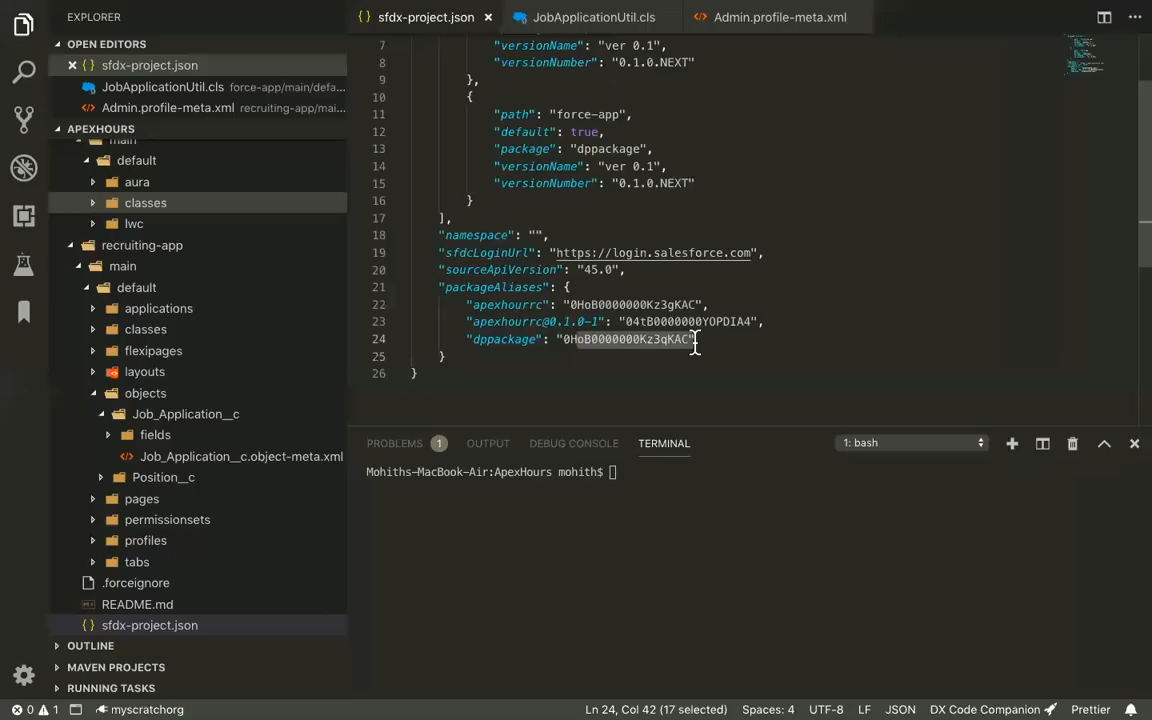 EXPLORER
OPEN EDITORS
{ } sfdx-project.json
JobApplicationUtil.cls force-app/main/defa...
Admin.profile-meta.xml recruiting-app/mai...
APEXHOURS
main
default
aura
classes
lwc
recruiting-app
main
default
applications
classes
flexipages
layouts
objects
Job_Application__c
fields
Job_Application__c.object-meta.xml
Position__c
pages
permissionsets
profiles
tabs
.forceignore
README.md
{ } sfdx-project.json
OUTLINE
MAVEN PROJECTS
RUNNING TASKS
{ } sfdx-project.json
JobApplicationUtil.cls
Admin.profile-meta.xml
7 "versionName": "ver 0.1",
8 "versionNumber": "0.1.0.NEXT"
9 },
10 {
11 "path": "force-app",
12 "default": true,
13 "package": "dppackage",
14 "versionName": "ver 0.1",
15 "versionNumber": "0.1.0.NEXT"
16 }
17 ],
18 "namespace": "",
19 "sfdcLoginUrl": "https://login.salesforce.com",
20 "sourceApiVersion": "45.0",
21 "packageAliases": {
22 "apexhourrc": "0HoB0000000Kz3gKAC",
23 "apexhourrc@0.1.0-1": "04tB0000000YOPDIA4",
24 "dppackage": "0HoB0000000Kz3qKAC"
25 }
26 }
PROBLEMS 1 OUTPUT DEBUG CONSOLE TERMINAL 1: bash
Mohiths-MacBook-Air:ApexHours mohith$
0 1 myscratchorg Ln 24, Col 42 (17 selected) Spaces: 4 UTF-8 LF JSON DX Code Companion Prettier